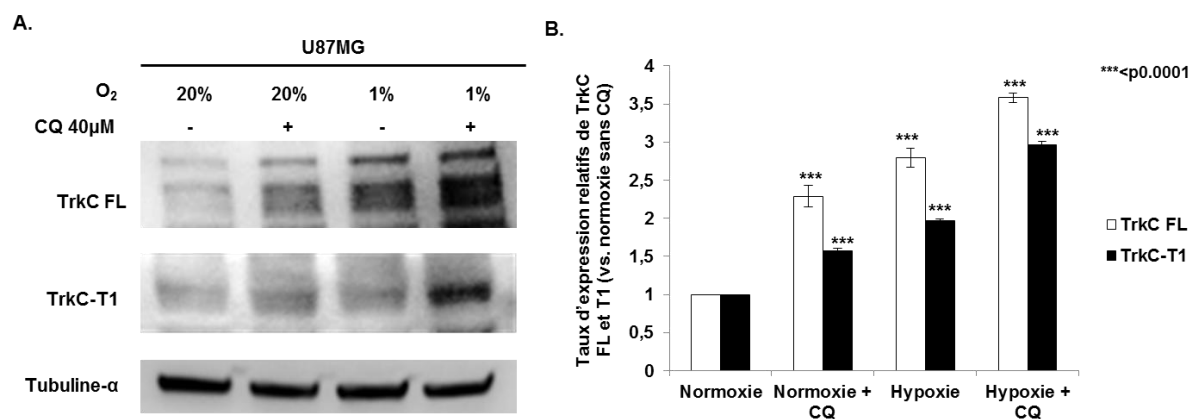 A.
U87MG
O2 20% 20% 1% 1%
CQ 40µM - + - +
TrkC FL
TrkC-T1
Tubuline-α
B.
Taux d'expression relatifs de TrkC
FL et T1 (vs. normoxie sans CQ)
4
3,5
3
2,5
2
1,5
1
0,5
0
***
***
***
***
***
***
Normoxie
Normoxie +
CQ
Hypoxie
Hypoxie +
CQ
***<p0.0001
TrkC FL
TrkC-T1